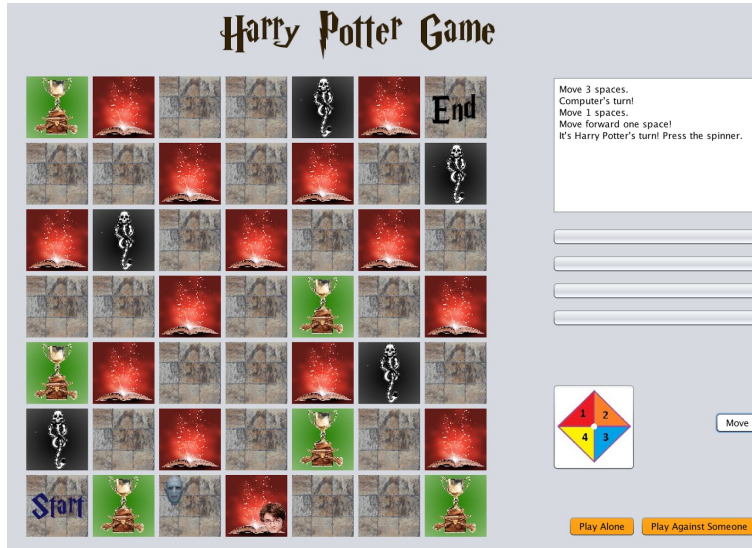 Harry Potter Game
End
Move 3 spaces.
Computer's turn!
Move 1 spaces.
Move forward one space!
It's Harry Potter's turn! Press the spinner.
1 2
4 3
Move
Start
Play Alone
Play Against Someone